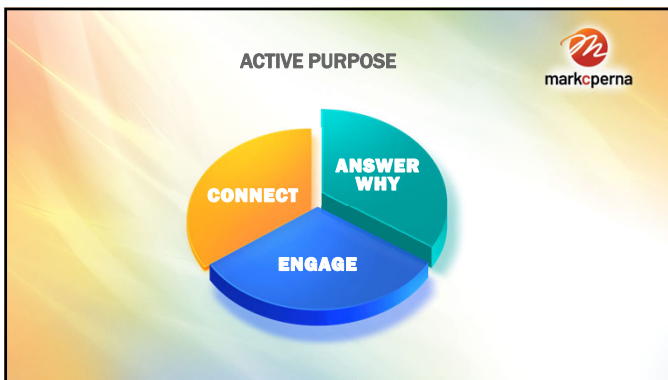 ACTIVE PURPOSE
markcperna
ANSWER
WHY
CONNECT
ENGAGE